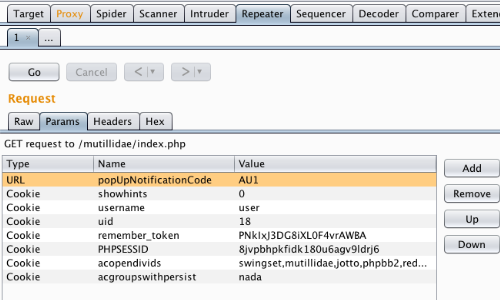 Target Proxy Spider Scanner Intruder Repeater Sequencer Decoder Comparer Exten
1 × ...
Go Cancel < | ▼ > | ▼
Request
Raw Params Headers Hex
GET request to /mutillidae/index.php
Type Name Value
URL popUpNotificationCode AU1
Cookie showhints 0
Cookie username user
Cookie uid 18
Cookie remember_token PNkIxJ3DG8iXL0F4vrAWBA
Cookie PHPSESSID 8jvpbhpkfidk180u6agv9ldrj6
Cookie acopendivids swingset,mutillidae,jotto,phpbb2,red...
Cookie acgroupswithpersist nada
Add
Remove
Up
Down